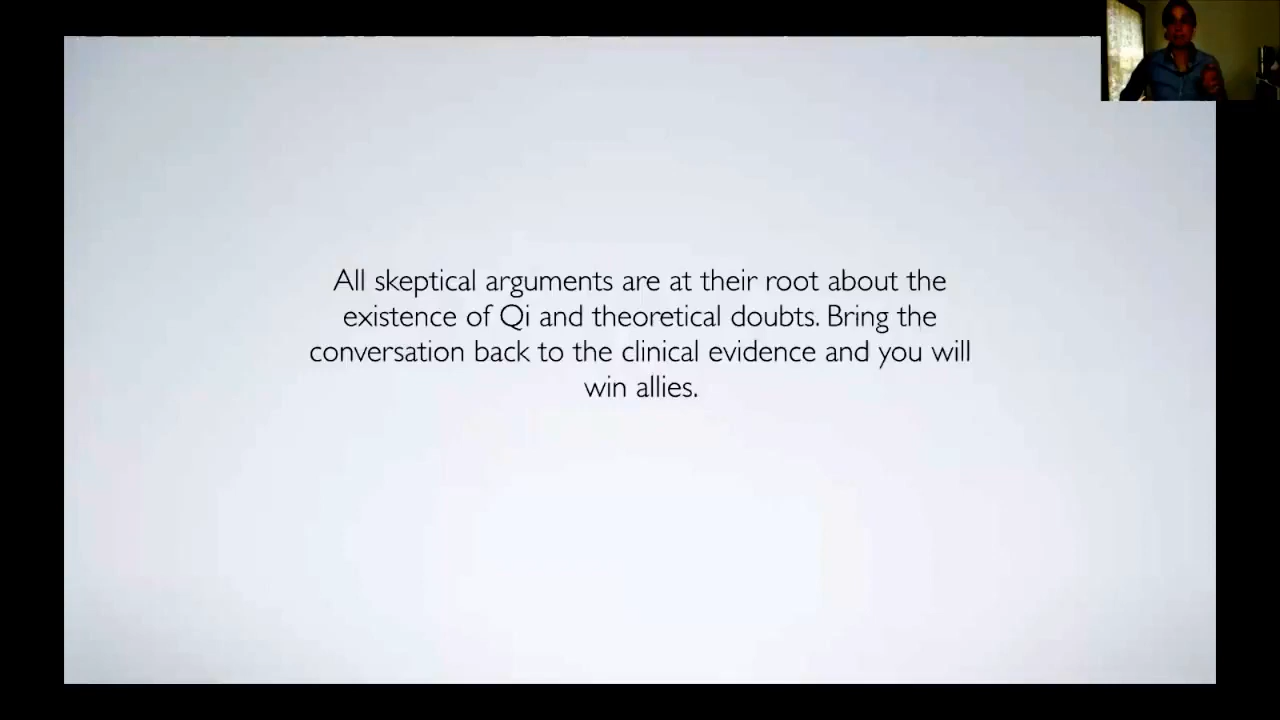 All skeptical arguments are at their root about the
existence of Qi and theoretical doubts. Bring the
conversation back to the clinical evidence and you will
win allies.